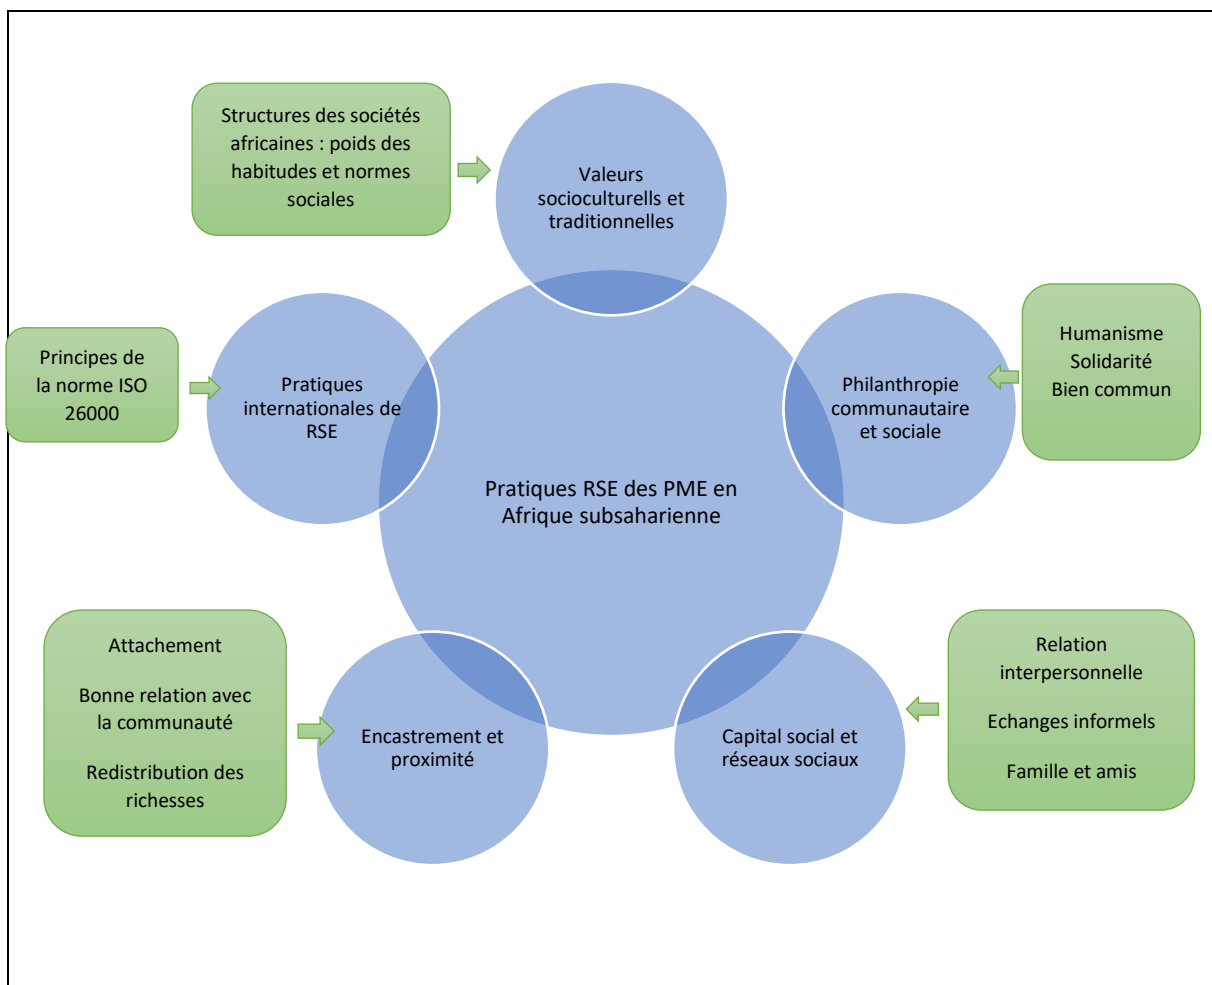 Structures des sociétés
africaines : poids des
habitudes et normes
sociales
Valeurs
socioculturells et
traditionnelles
Principes de
la norme ISO
26000
Pratiques
internationales de
RSE
Philanthropie
communautaire
et sociale
Humanisme
Solidarité
Bien commun
Pratiques RSE des PME en
Afrique subsaharienne
Attachement
Bonne relation avec
la communauté
Redistribution des
richesses
Encastrement et
proximité
Capital social et
réseaux sociaux
Relation
interpersonnelle
Echanges informels
Famille et amis